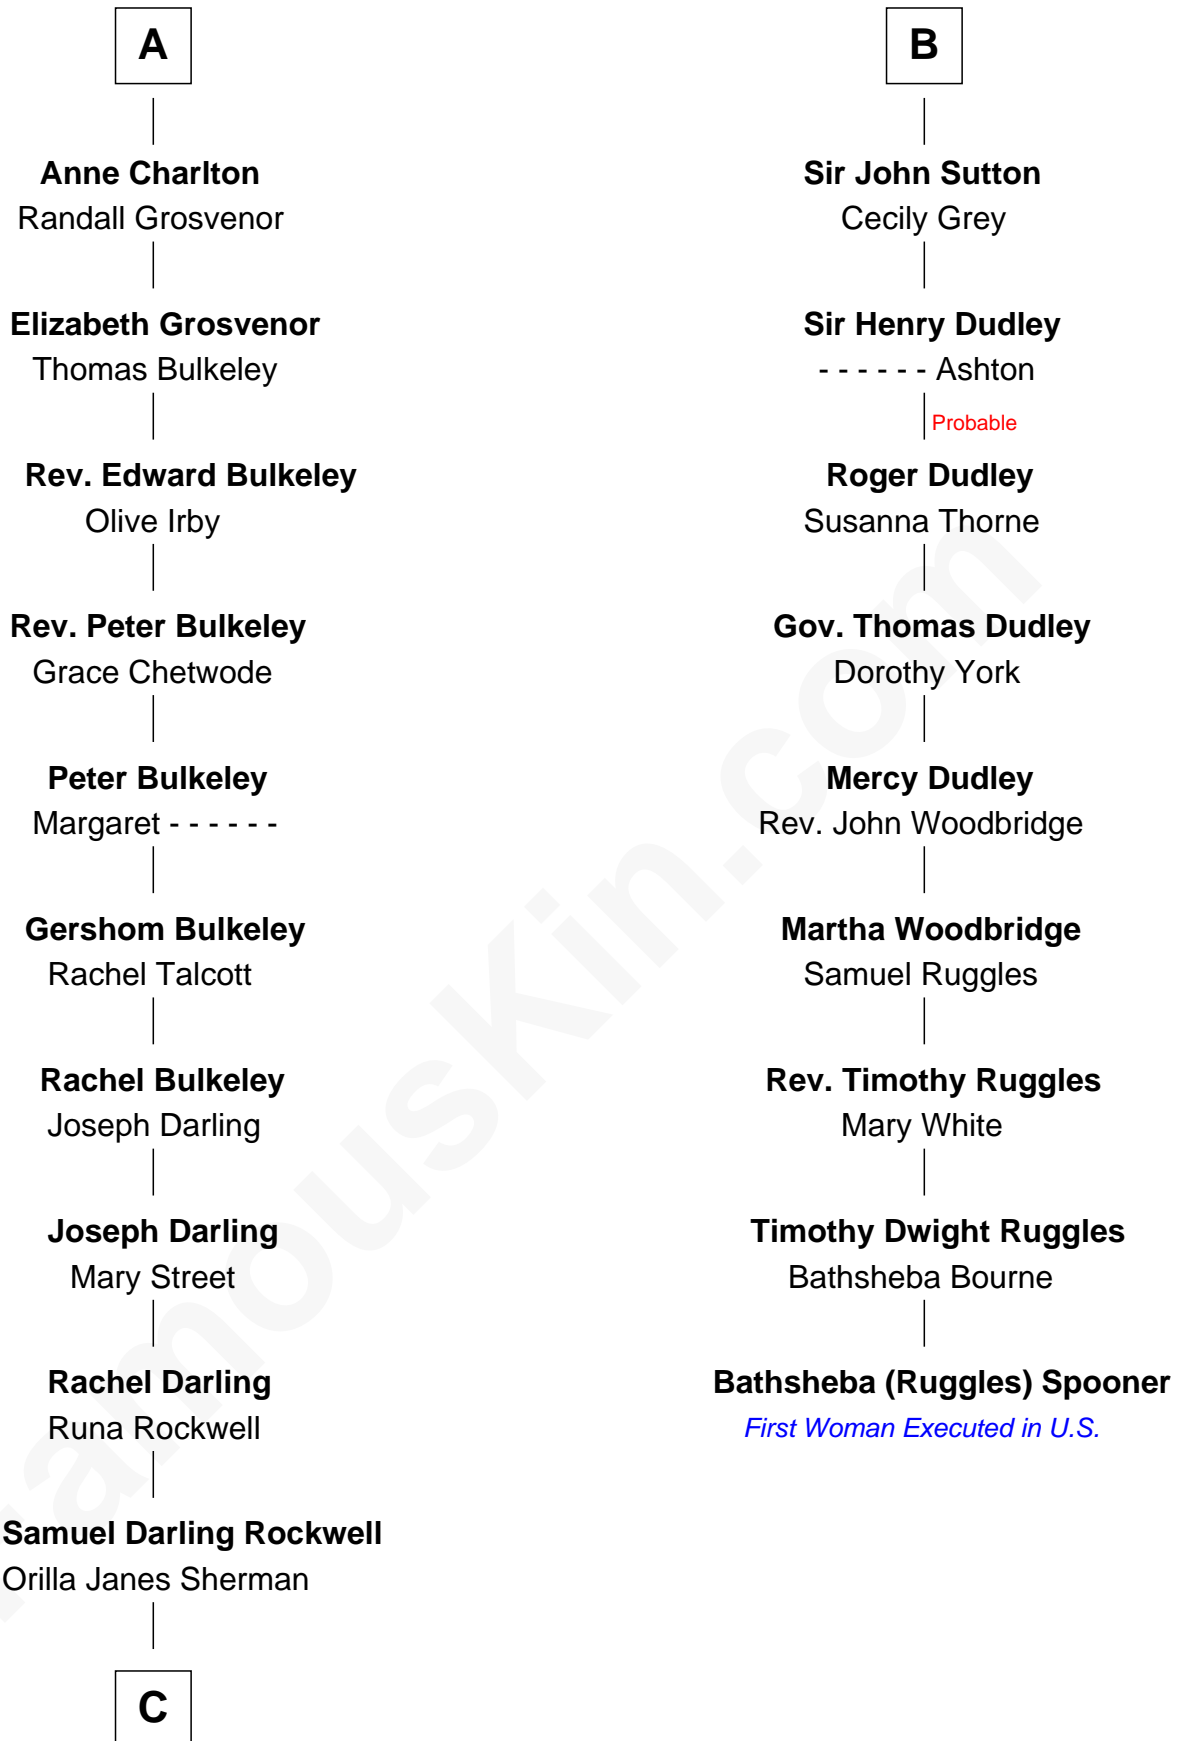 A
Anne Charlton
Randall Grosvenor
Elizabeth Grosvenor
Thomas Bulkeley
Rev. Edward Bulkeley
Olive Irby
Rev. Peter Bulkeley
Grace Chetwode
Peter Bulkeley
Margaret - - - - - -
Gershom Bulkeley
Rachel Talcott
Rachel Bulkeley
Joseph Darling
Joseph Darling
Mary Street
Rachel Darling
Runa Rockwell
Samuel Darling Rockwell
Orilla Janes Sherman
C
B
Sir John Sutton
Cecily Grey
Sir Henry Dudley
- - - - - - Ashton
Probable
Roger Dudley
Susanna Thorne
Gov. Thomas Dudley
Dorothy York
Mercy Dudley
Rev. John Woodbridge
Martha Woodbridge
Samuel Ruggles
Rev. Timothy Ruggles
Mary White
Timothy Dwight Ruggles
Bathsheba Bourne
Bathsheba (Ruggles) Spooner
First Woman Executed in U.S.
FamousKin.com